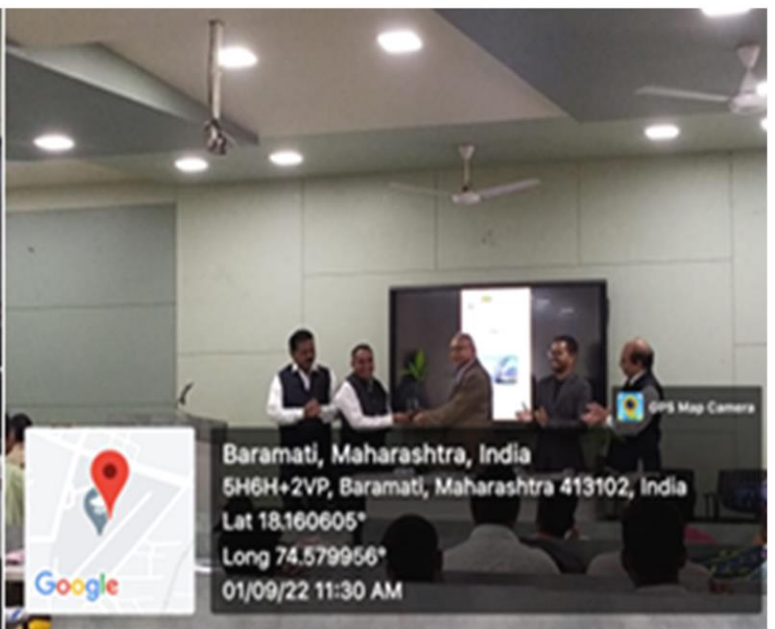 GPS Map Camera
Baramati, Maharashtra, India
5H6H+2VP, Baramati, Maharashtra 413102, India
Lat 18.160605°
Long 74.579956°
01/09/22 11:30 AM
Google